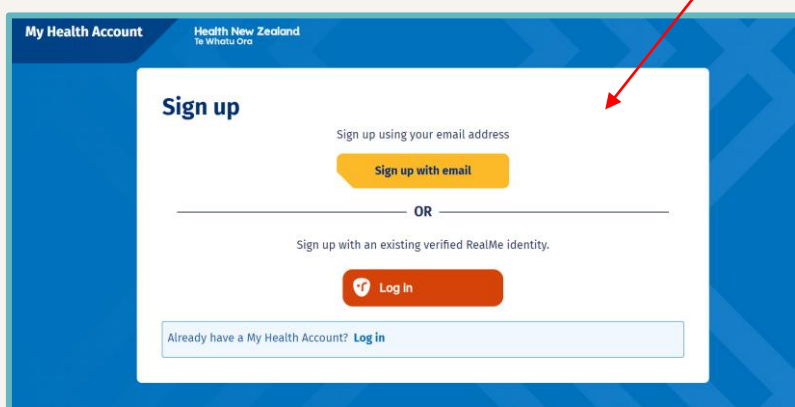 My Health Account
Health New Zealand
Te Whatu Ora
Sign up
Sign up using your email address
Sign up with email
OR
Sign up with an existing verified RealMe identity.
Log in
Already have a My Health Account? Log in